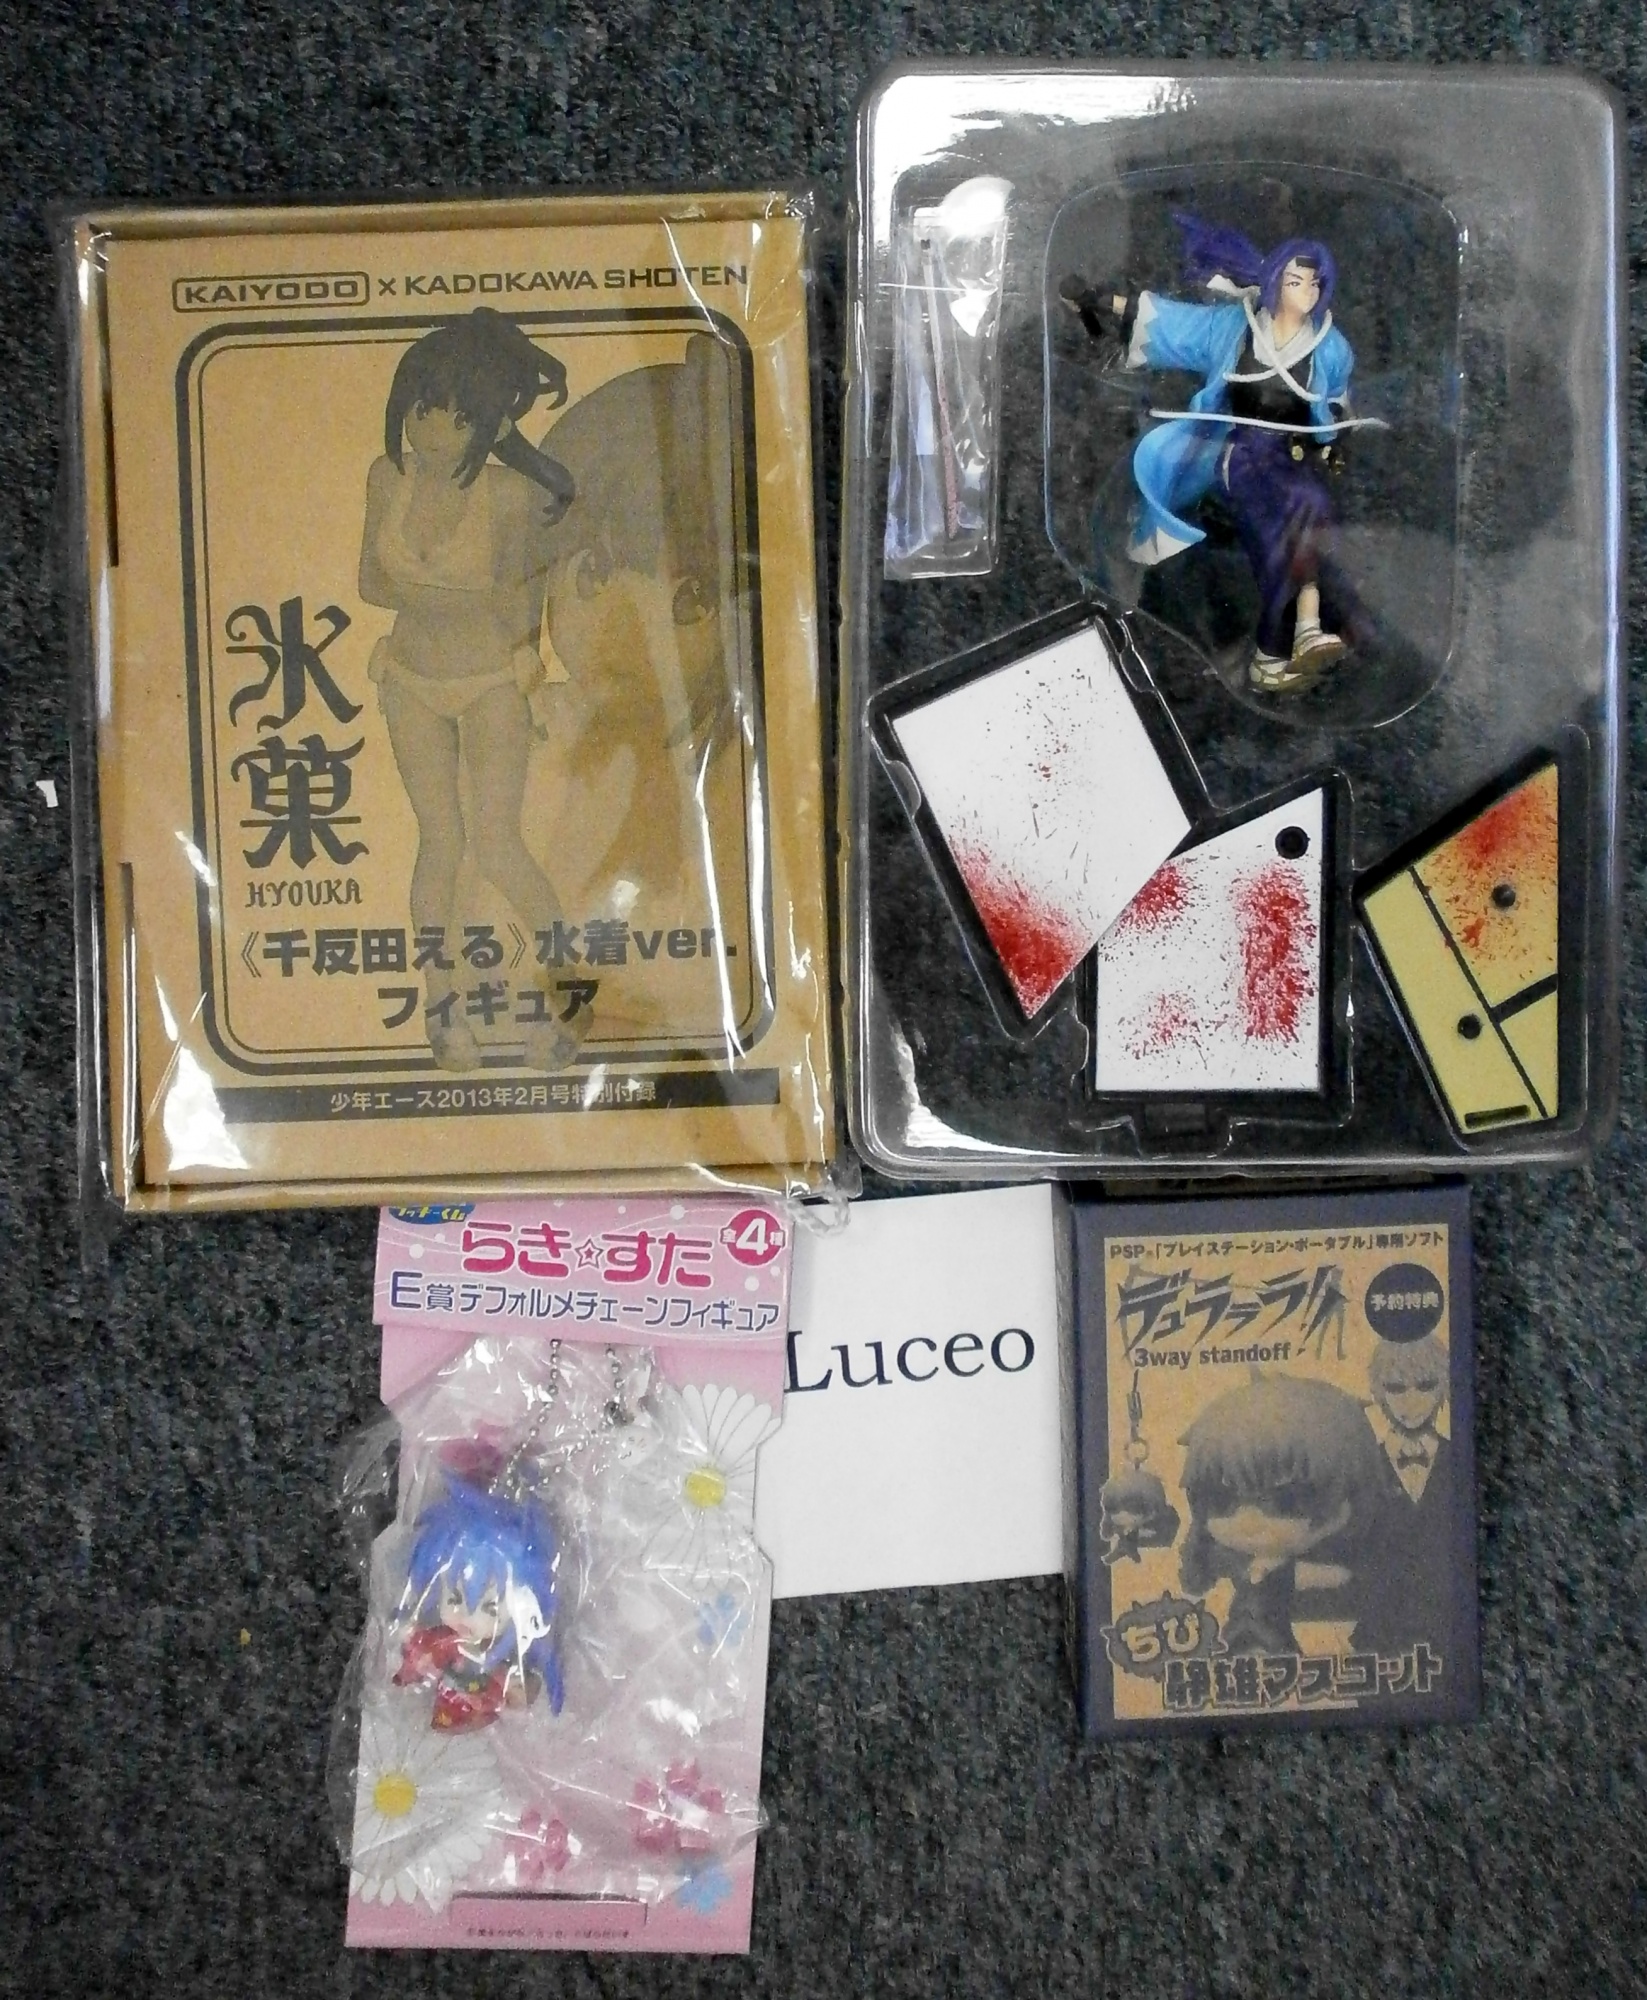 KAIYODO × KADOKAWA SHOTEN
氷菓
HYOUKA
《千反田える》水着ver.
フィギュア
少年エース2013年2月号特別付録
らき☆すた
全4種
E賞デフォルメチェーンフィギュア
Luceo
PSP®「プレイステーション・ポータブル」専用ソフト
デュラララ!!
3way standoff
予約特典
ちび
静雄マスコット